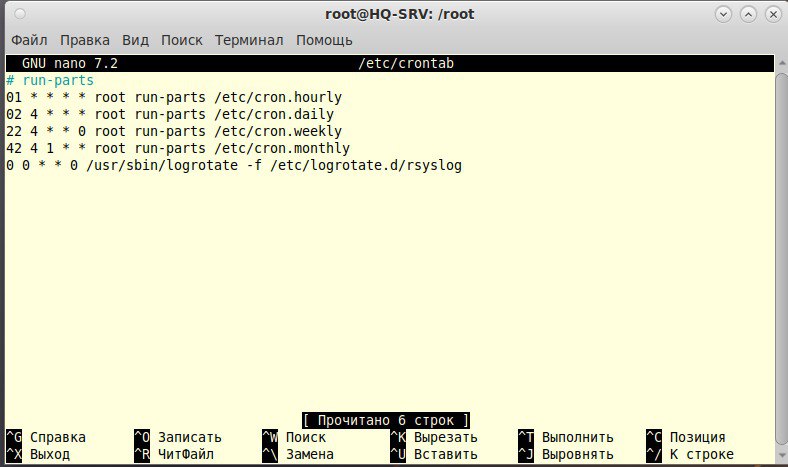 root@HQ-SRV: /root
Файл Правка Вид Поиск Терминал Помощь
GNU nano 7.2 /etc/crontab
# run-parts
01 * * * * root run-parts /etc/cron.hourly
02 4 * * * root run-parts /etc/cron.daily
22 4 * * 0 root run-parts /etc/cron.weekly
42 4 1 * * root run-parts /etc/cron.monthly
0 0 * * 0 /usr/sbin/logrotate -f /etc/logrotate.d/rsyslog
[ Прочитано 6 строк ]
^G Справка ^O Записать ^W Поиск ^K Вырезать ^T Выполнить ^C Позиция
^X Выход ^R ЧитФайл ^\ Замена ^U Вставить ^J Выровнять ^/ К строке